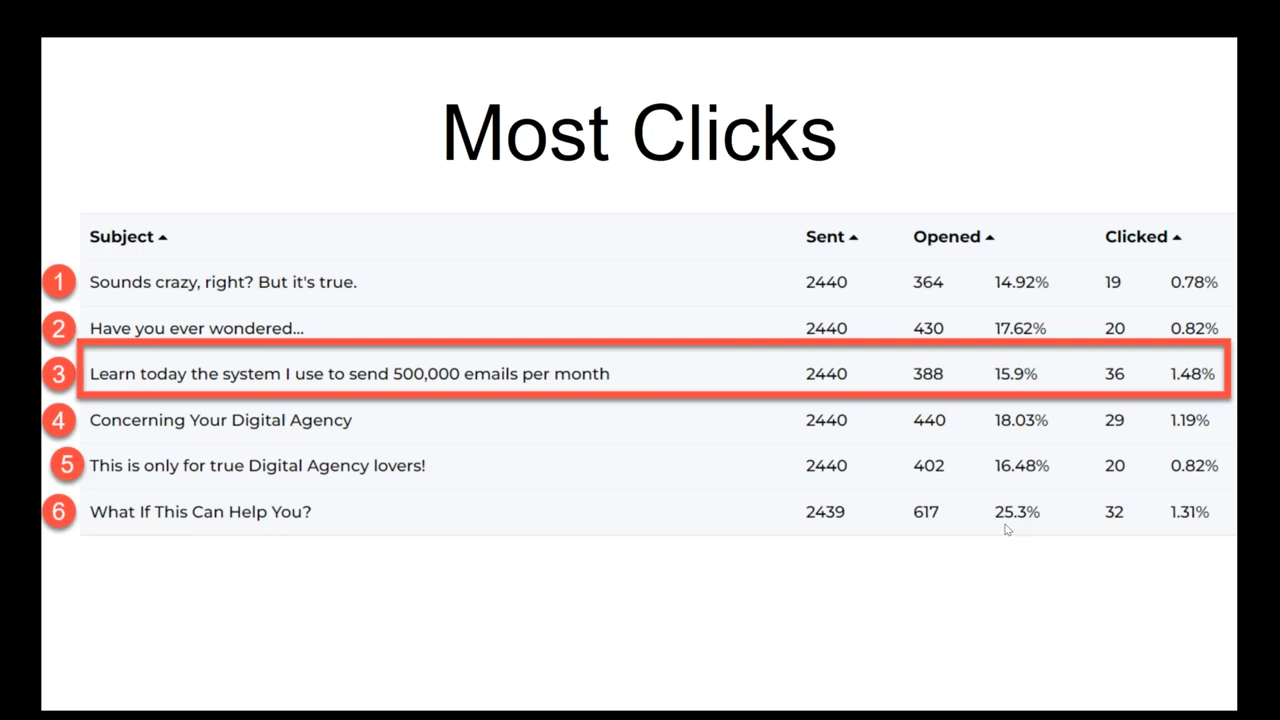 Most Clicks
Subject Sent Opened Clicked
1 Sounds crazy, right? But it's true. 2440 364 14.92% 19 0.78%
2 Have you ever wondered... 2440 430 17.62% 20 0.82%
3 Learn today the system I use to send 500,000 emails per month 2440 388 15.9% 36 1.48%
4 Concerning Your Digital Agency 2440 440 18.03% 29 1.19%
5 This is only for true Digital Agency lovers! 2440 402 16.48% 20 0.82%
6 What If This Can Help You? 2439 617 25.3% 32 1.31%